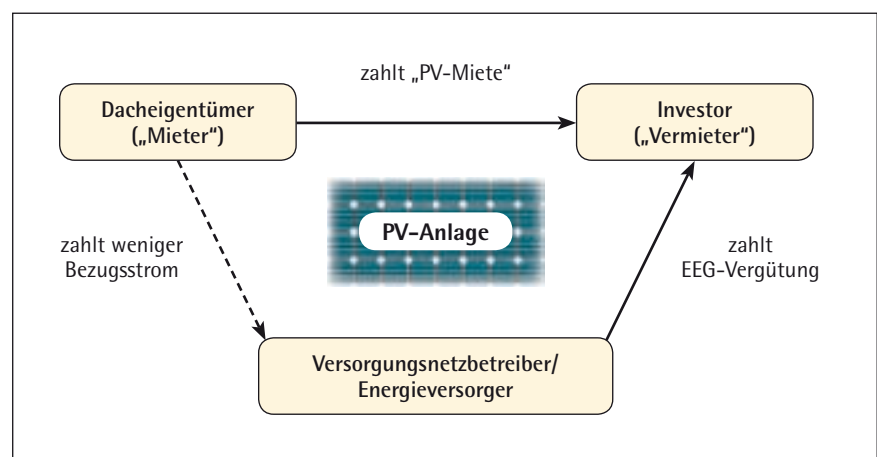 zahlt „PV-Miete“
Dacheigentümer
(„Mieter“)
Investor
(„Vermieter“)
PV-Anlage
zahlt weniger
Bezugsstrom
zahlt
EEG-Vergütung
Versorgungsnetzbetreiber/
Energieversorger